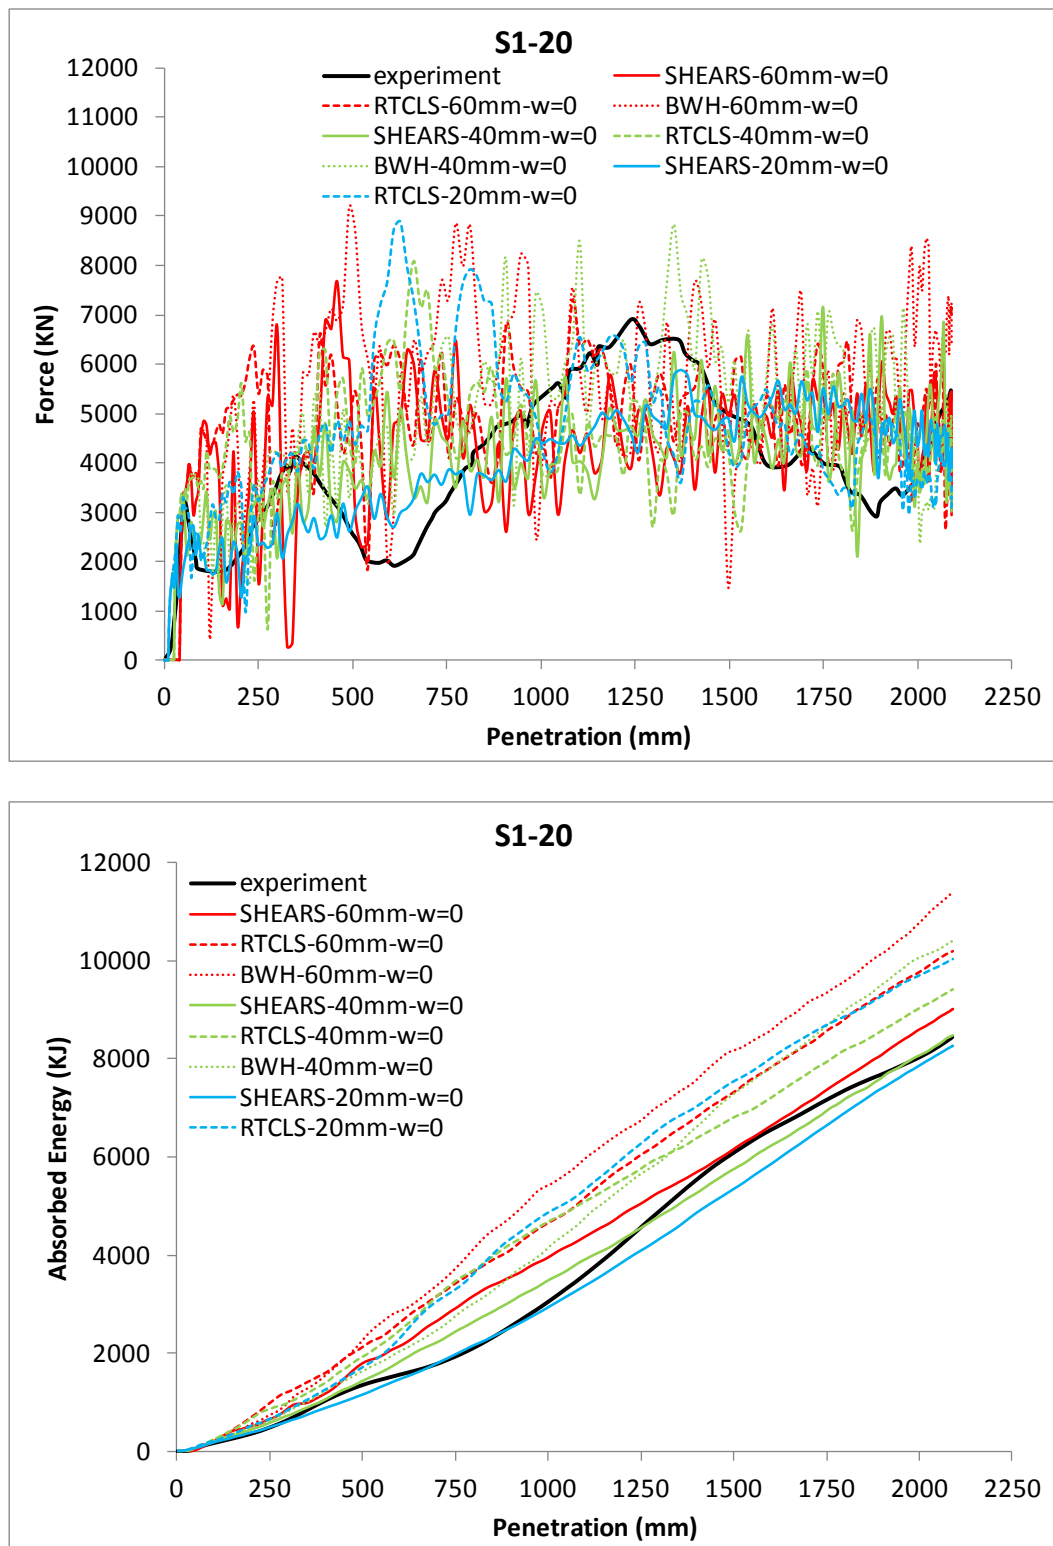 S1-20
12000
11000
10000
9000
8000
7000
6000
5000
4000
3000
2000
1000
0
Force (KN)
experiment SHEARS-60mm-w=0
RTCLS-60mm-w=0 BWH-60mm-w=0
SHEARS-40mm-w=0 RTCLS-40mm-w=0
BWH-40mm-w=0 SHEARS-20mm-w=0
RTCLS-20mm-w=0
0 250 500 750 1000 1250 1500 1750 2000 2250
Penetration (mm)
S1-20
12000
10000
8000
6000
4000
2000
0
Absorbed Energy (KJ)
experiment
SHEARS-60mm-w=0
RTCLS-60mm-w=0
BWH-60mm-w=0
SHEARS-40mm-w=0
RTCLS-40mm-w=0
BWH-40mm-w=0
SHEARS-20mm-w=0
RTCLS-20mm-w=0
0 250 500 750 1000 1250 1500 1750 2000 2250
Penetration (mm)